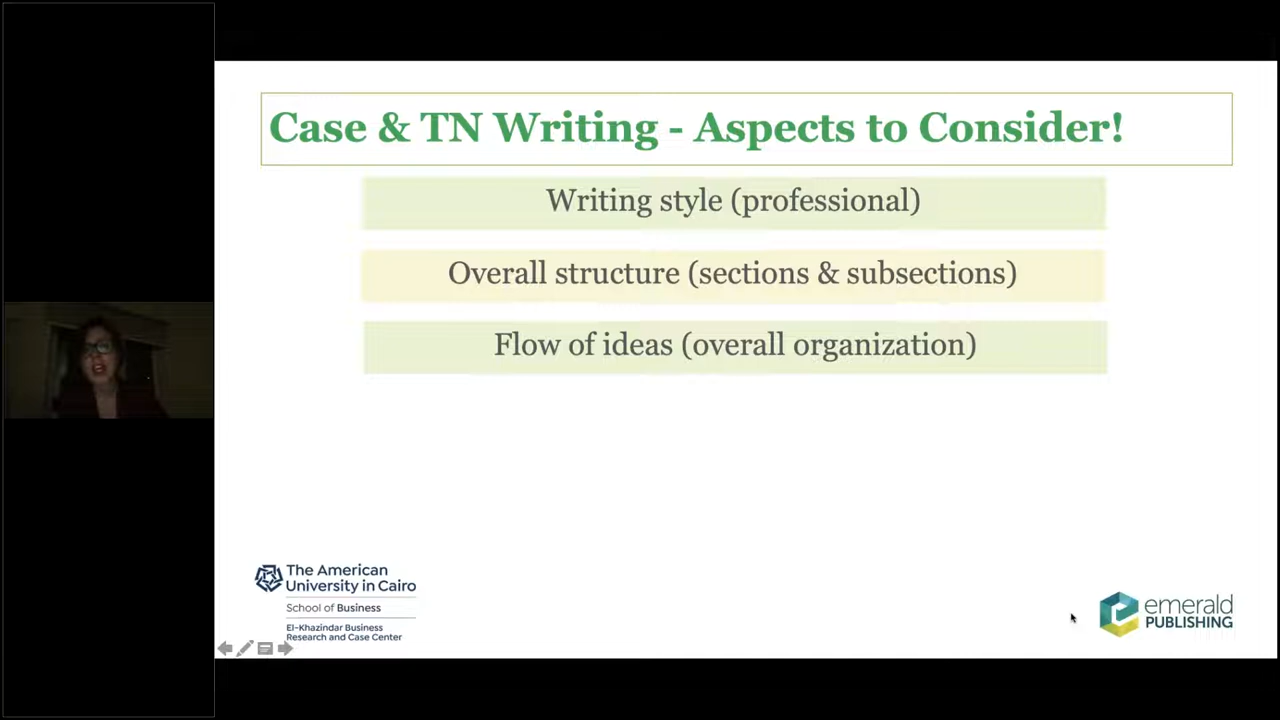 Case & TN Writing - Aspects to Consider!
Writing style (professional)
Overall structure (sections & subsections)
Flow of ideas (overall organization)
The American
University in Cairo
School of Business
El-Khazindar Business
Research and Case Center
emerald
PUBLISHING